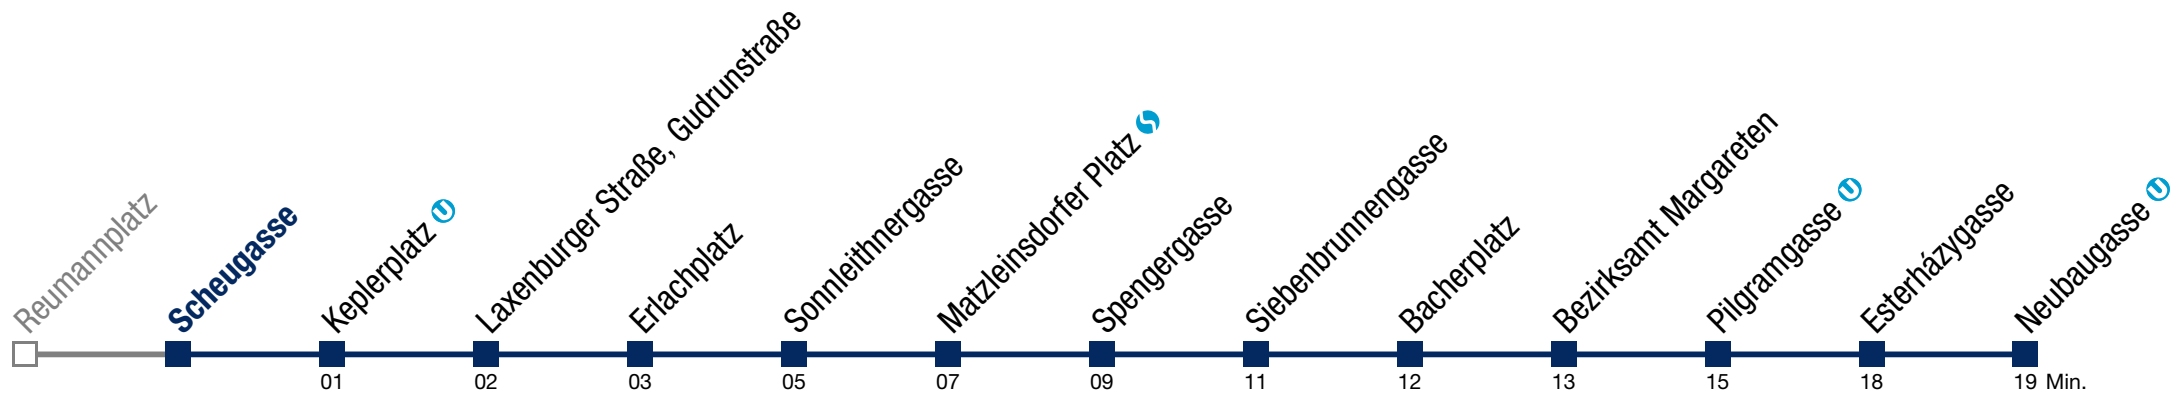 Reumannplatz
Scheugasse
Keplerplatz U
Laxenburger Straße, Gudrunstraße
Erlachplatz
Sonnleithnergasse
Matzleinsdorfer Platz S
Spengergasse
Siebenbrunnengasse
Bacherplatz
Bezirksamt Margareten
Pilgramgasse U
Esterházygasse
Neubaugasse U
01 02 03 05 07 09 11 12 13 15 18 19 Min.